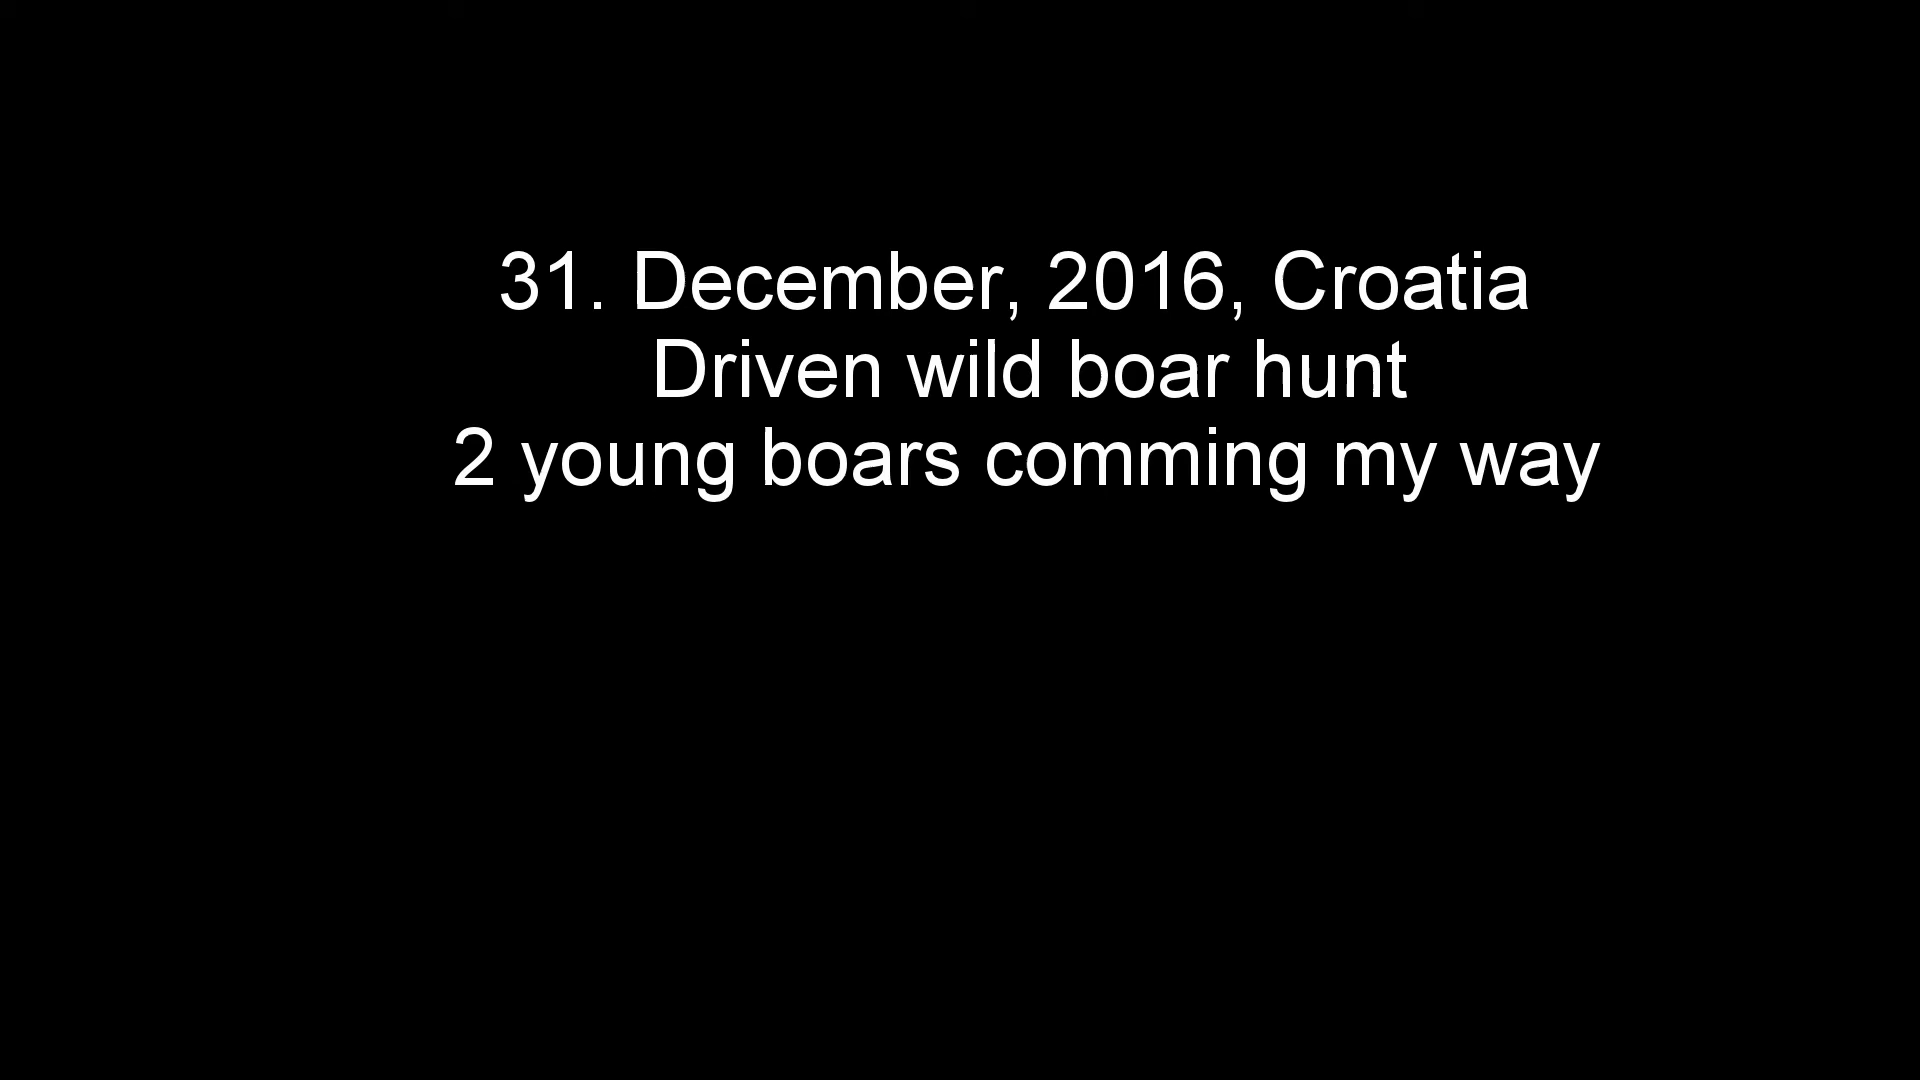 31. December, 2016, Croatia
Driven wild boar hunt
2 young boars comming my way